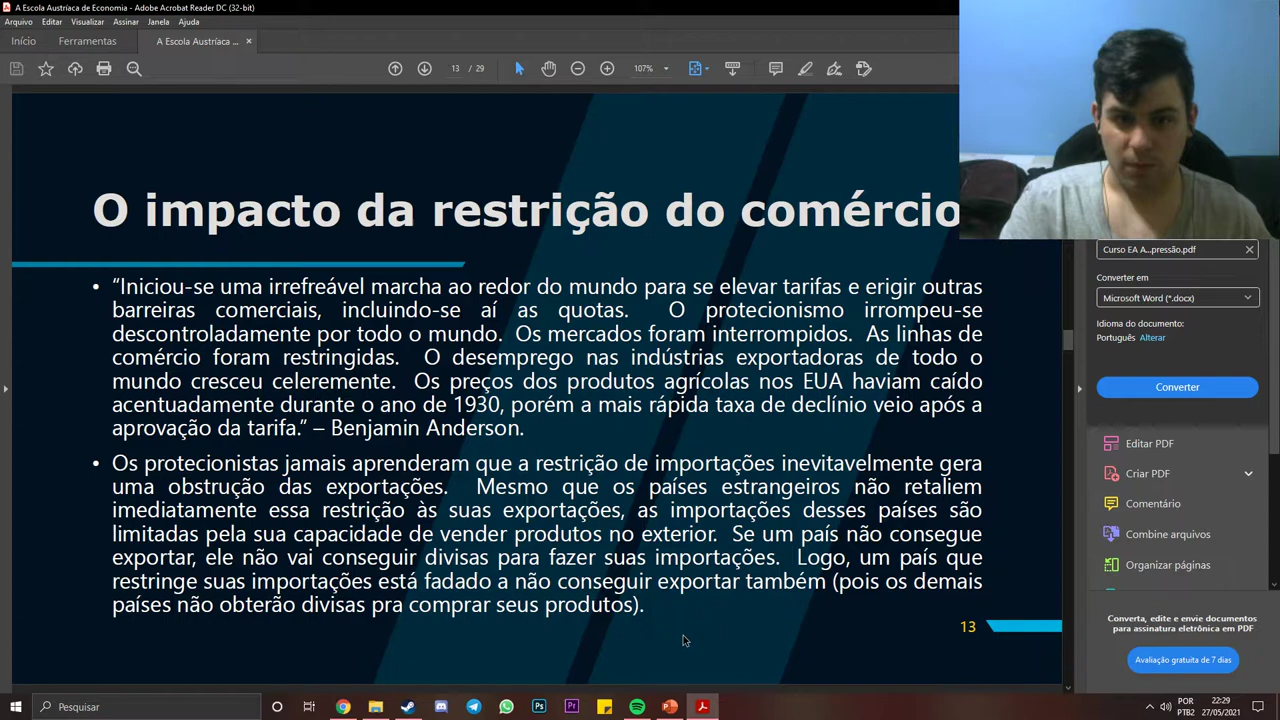 A Escola Austríaca de Economia - Adobe Acrobat Reader DC (32-bit)
Arquivo Editar Visualizar Assinar Janela Ajuda
Início Ferramentas A Escola Austríaca ... ×
13 / 29 107%
O impacto da restrição do comércio
• “Iniciou-se uma irrefreável marcha ao redor do mundo para se elevar tarifas e erigir outras
barreiras comerciais, incluindo-se aí as quotas. O protecionismo irrompeu-se
descontroladamente por todo o mundo. Os mercados foram interrompidos. As linhas de
comércio foram restringidas. O desemprego nas indústrias exportadoras de todo o
mundo cresceu celeremente. Os preços dos produtos agrícolas nos EUA haviam caído
acentuadamente durante o ano de 1930, porém a mais rápida taxa de declínio veio após a
aprovação da tarifa.” – Benjamin Anderson.
• Os protecionistas jamais aprenderam que a restrição de importações inevitavelmente gera
uma obstrução das exportações. Mesmo que os países estrangeiros não retaliem
imediatamente essa restrição às suas exportações, as importações desses países são
limitadas pela sua capacidade de vender produtos no exterior. Se um país não consegue
exportar, ele não vai conseguir divisas para fazer suas importações. Logo, um país que
restringe suas importações está fadado a não conseguir exportar também (pois os demais
países não obterão divisas pra comprar seus produtos).
13
Curso EA A...pressão.pdf
Converter em
Microsoft Word (*.docx)
Idioma do documento:
Português Alterar
Converter
Editar PDF
Criar PDF
Comentário
Combine arquivos
Organizar páginas
Converta, edite e envie documentos
para assinatura eletrônica em PDF
Avaliação gratuita de 7 dias
Pesquisar
POR
PTB2
22:29
27/05/2021